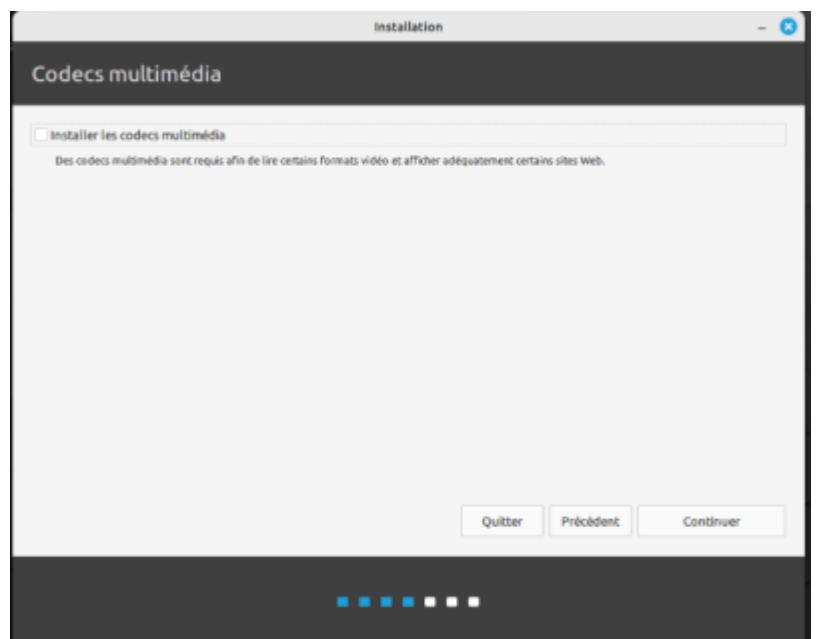 Installation
Codecs multimédia
Installer les codecs multimédia
Des codecs multimédia sont requis afin de lire certains formats vidéo et afficher adéquatement certains sites Web.
Quitter Précédent Continuer